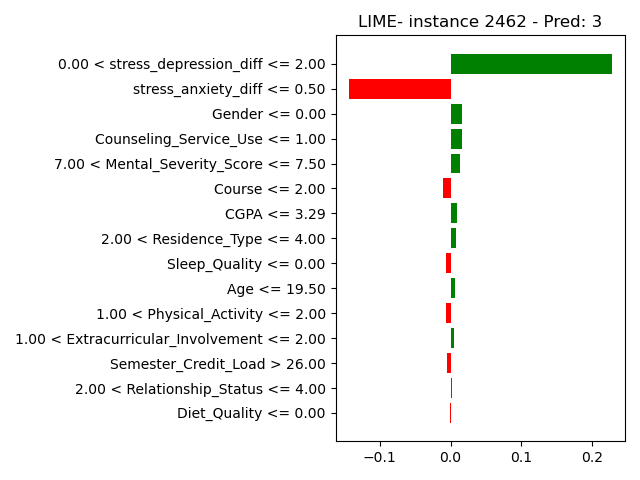 LIME- instance 2462 - Pred: 3
0.00 < stress_depression_diff <= 2.00
stress_anxiety_diff <= 0.50
Gender <= 0.00
Counseling_Service_Use <= 1.00
7.00 < Mental_Severity_Score <= 7.50
Course <= 2.00
CGPA <= 3.29
2.00 < Residence_Type <= 4.00
Sleep_Quality <= 0.00
Age <= 19.50
1.00 < Physical_Activity <= 2.00
1.00 < Extracurricular_Involvement <= 2.00
Semester_Credit_Load > 26.00
2.00 < Relationship_Status <= 4.00
Diet_Quality <= 0.00
−0.1 0.0 0.1 0.2